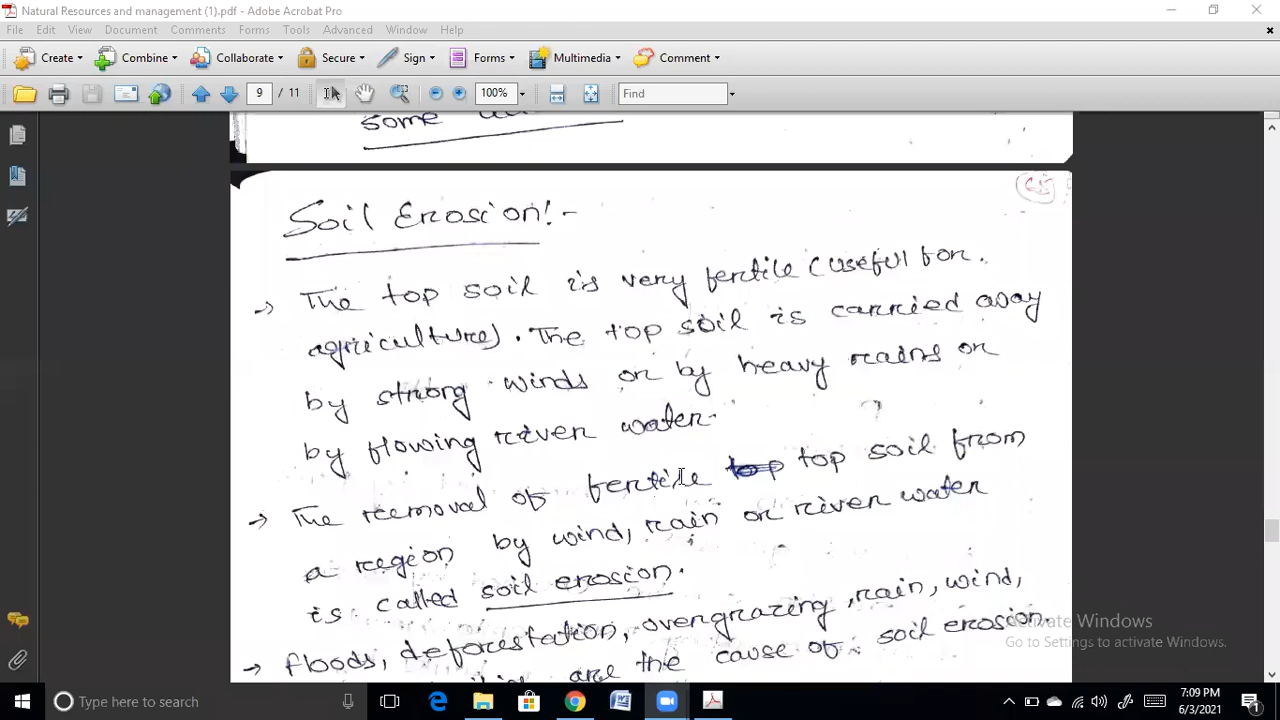 Natural Resources and management (1).pdf - Adobe Acrobat Pro
File Edit View Document Comments Forms Tools Advanced Window Help
Create Combine Collaborate Secure Sign Forms Multimedia Comment
9 / 11 100% Find
some
Soil Erosion! -
→ The top soil is very fertile (useful for.
agriculture). The top soil is carried away
by strong winds or by heavy rains or
by flowing river water.
→ The removal of fertile top top soil from
a region by wind, rain or river water
is called soil erosion.
→ floods, deforestation, overgrazing, rain, wind,
are the cause of soil erosion.
Activate Windows
Go to Settings to activate Windows.
Type here to search
7:09 PM
6/3/2021